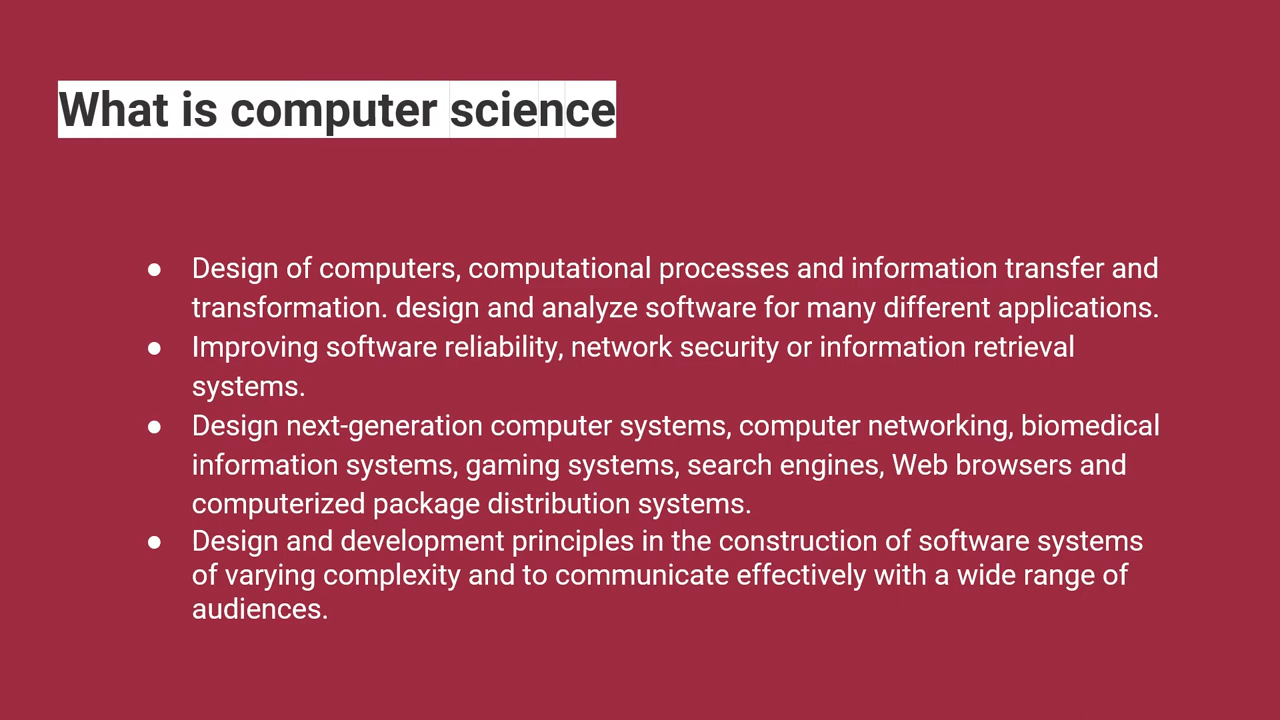 What is computer science
● Design of computers, computational processes and information transfer and
transformation. design and analyze software for many different applications.
● Improving software reliability, network security or information retrieval
systems.
● Design next-generation computer systems, computer networking, biomedical
information systems, gaming systems, search engines, Web browsers and
computerized package distribution systems.
● Design and development principles in the construction of software systems
of varying complexity and to communicate effectively with a wide range of
audiences.